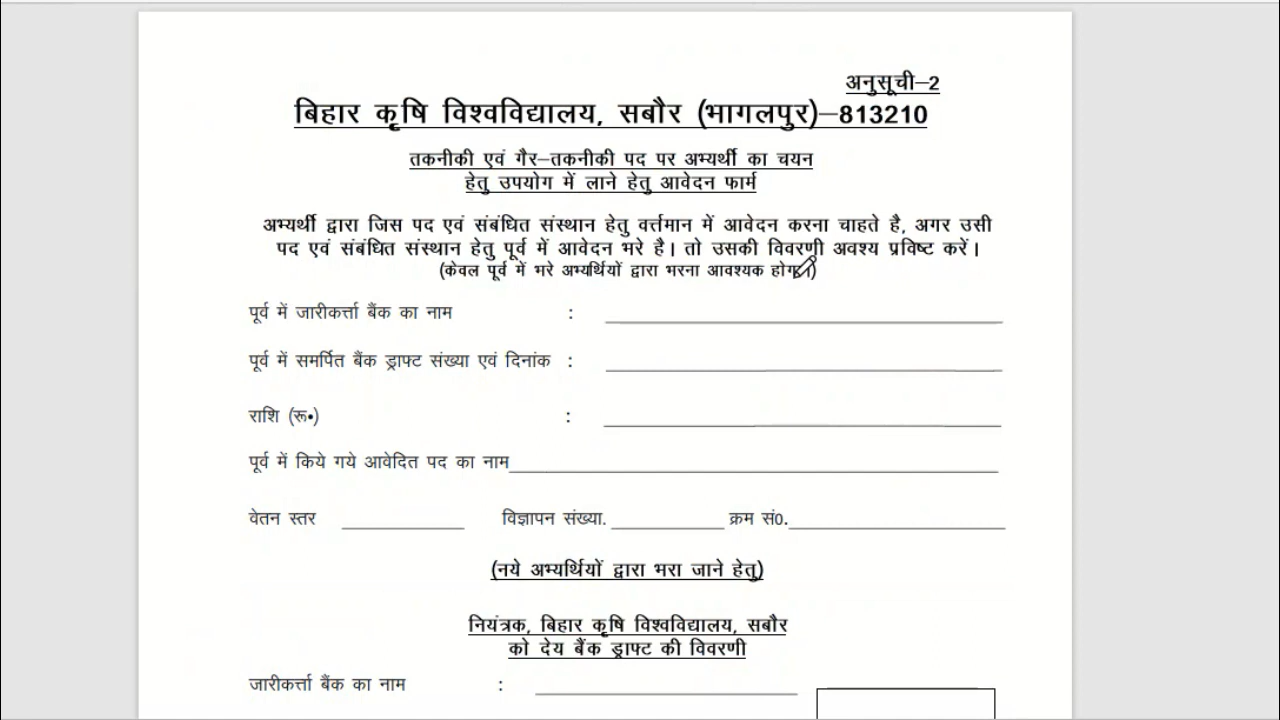 अनुसूची–2
बिहार कृषि विश्वविद्यालय, सबौर (भागलपुर)–813210
तकनीकी एवं गैर–तकनीकी पद पर अभ्यर्थी का चयन
हेतु उपयोग में लाने हेतु आवेदन फार्म
अभ्यर्थी द्वारा जिस पद एवं संबंधित संस्थान हेतु वर्त्तमान में आवेदन करना चाहते है, अगर उसी
पद एवं संबंधित संस्थान हेतु पूर्व में आवेदन भरे है। तो उसकी विवरणी अवश्य प्रविष्ट करें।
(केवल पूर्व में भरे अभ्यर्थियों द्वारा भरना आवश्यक होगा)
पूर्व में जारीकर्त्ता बैंक का नाम :
पूर्व में समर्पित बैंक ड्राफ्ट संख्या एवं दिनांक :
राशि (रू•) :
पूर्व में किये गये आवेदित पद का नाम
वेतन स्तर विज्ञापन संख्या. क्रम सं0.
(नये अभ्यर्थियों द्वारा भरा जाने हेतु)
नियंत्रक, बिहार कृषि विश्वविद्यालय, सबौर
को देय बैंक ड्राफ्ट की विवरणी
जारीकर्त्ता बैंक का नाम :